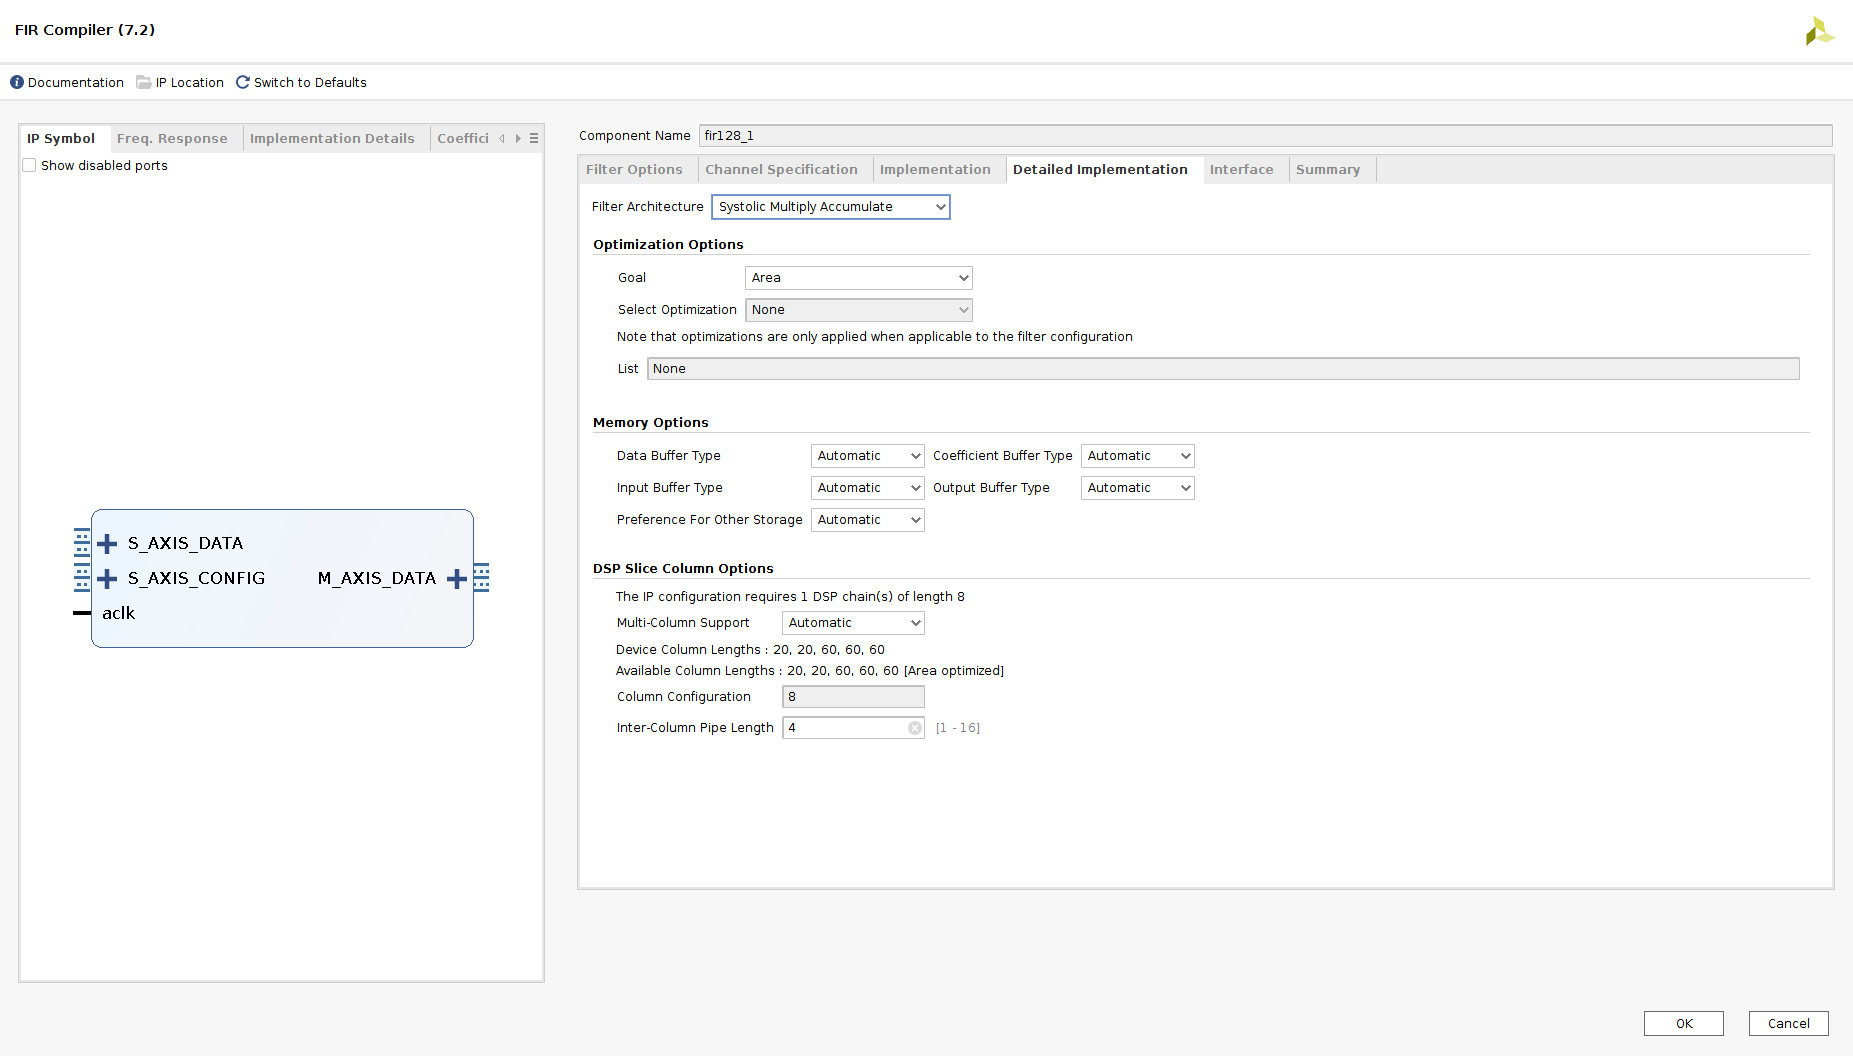 FIR Compiler (7.2)
Documentation IP Location Switch to Defaults
IP Symbol Freq. Response Implementation Details Coeffici
Show disabled ports
S_AXIS_DATA
S_AXIS_CONFIG M_AXIS_DATA
aclk
Component Name fir128_1
Filter Options Channel Specification Implementation Detailed Implementation Interface Summary
Filter Architecture Systolic Multiply Accumulate
Optimization Options
Goal Area
Select Optimization None
Note that optimizations are only applied when applicable to the filter configuration
List None
Memory Options
Data Buffer Type Automatic Coefficient Buffer Type Automatic
Input Buffer Type Automatic Output Buffer Type Automatic
Preference For Other Storage Automatic
DSP Slice Column Options
The IP configuration requires 1 DSP chain(s) of length 8
Multi-Column Support Automatic
Device Column Lengths : 20, 20, 60, 60, 60
Available Column Lengths : 20, 20, 60, 60, 60 [Area optimized]
Column Configuration 8
Inter-Column Pipe Length 4 [1 - 16]
OK Cancel